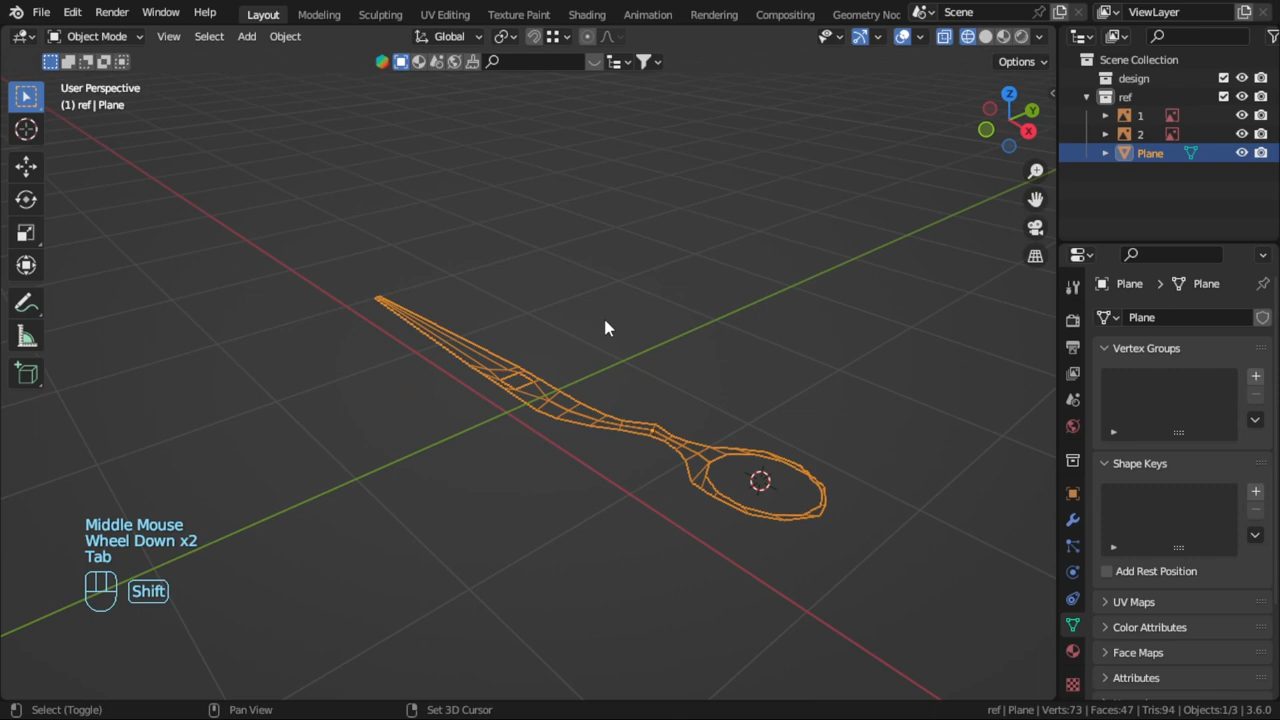 File Edit Render Window Help Layout Modeling Sculpting UV Editing Texture Paint Shading Animation Rendering Compositing Geometry Noc Scene ViewLayer
Object Mode View Select Add Object Global
Options
User Perspective
(1) ref | Plane
Z
Y
X
Scene Collection
design
ref
1
2
Plane
Plane Plane
Plane
Vertex Groups
Shape Keys
Add Rest Position
UV Maps
Color Attributes
Face Maps
Attributes
Middle Mouse
Wheel Down x2
Tab
Shift
Select (Toggle) Pan View Set 3D Cursor ref | Plane | Verts:73 | Faces:47 | Tris:94 | Objects:1/3 | 3.6.0